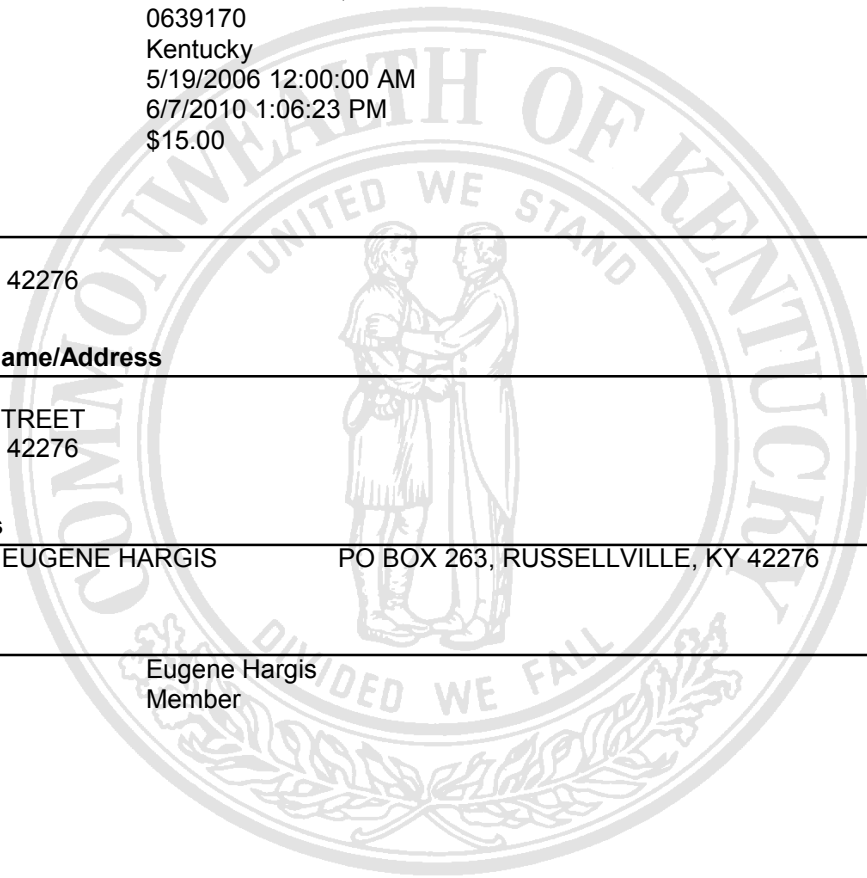 0639170
Kentucky
5/19/2006 12:00:00 AM
6/7/2010 1:06:23 PM
$15.00
COMMONWEALTH OF KENTUCKY
UNITED WE STAND
42276
ame/Address
TREET
42276
s
EUGENE HARGIS PO BOX 263, RUSSELLVILLE, KY 42276
Eugene Hargis
Member
DIVIDED WE FALL